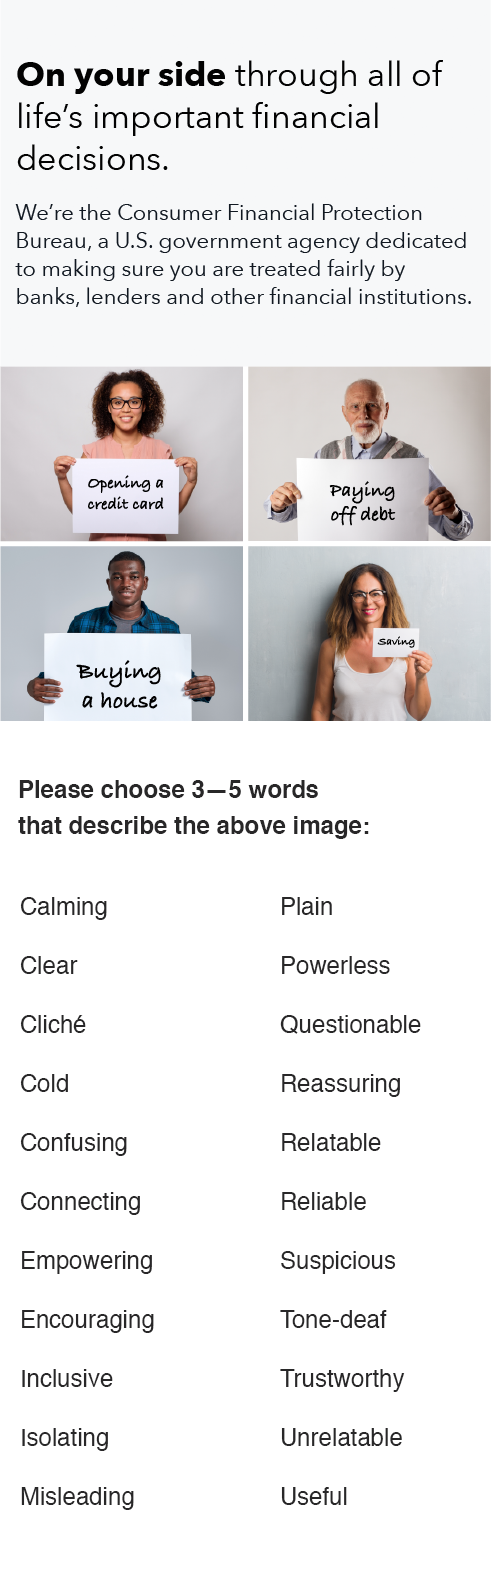 On your side through all of
life’s important financial
decisions.
We’re the Consumer Financial Protection
Bureau, a U.S. government agency dedicated
to making sure you are treated fairly by
banks, lenders and other financial institutions.
Opening a
credit card
Paying
off debt
Buying
a house
Saving
Please choose 3—5 words
that describe the above image:
Calming
Clear
Cliché
Cold
Confusing
Connecting
Empowering
Encouraging
Inclusive
Isolating
Misleading
Plain
Powerless
Questionable
Reassuring
Relatable
Reliable
Suspicious
Tone-deaf
Trustworthy
Unrelatable
Useful